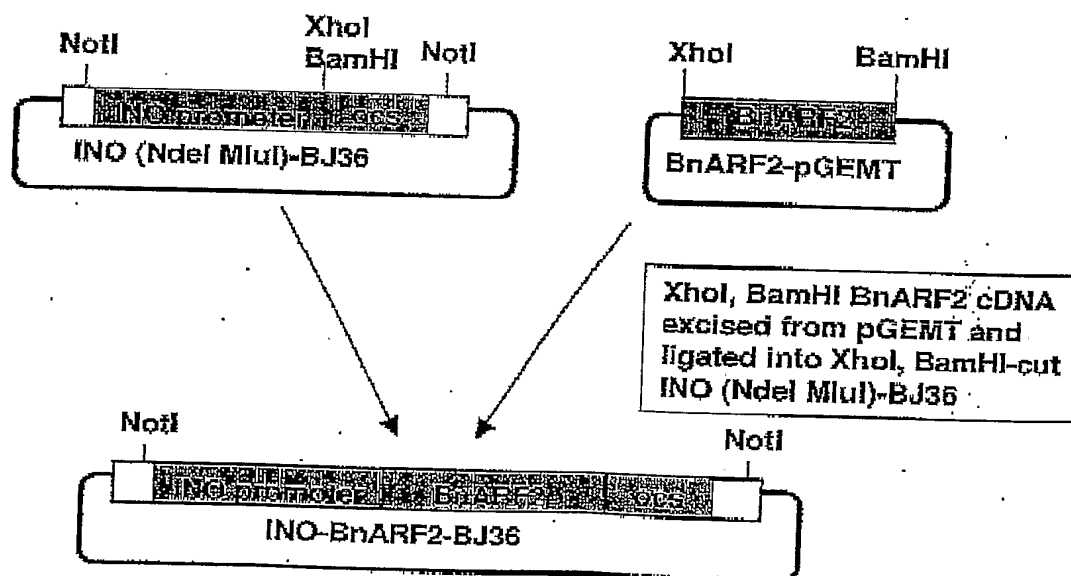 NotI
XhoI
BamHI
NotI
INO promoter
ocs
INO (NdeI MluI)-BJ36
XhoI
BamHI
BnARF2
BnARF2-pGEMT
XhoI, BamHI BnARF2 cDNA
excised from pGEMT and
ligated into XhoI, BamHI-cut
INO (NdeI MluI)-BJ36
NotI
NotI
INO promoter
BnARF2
ocs
INO-BnARF2-BJ36